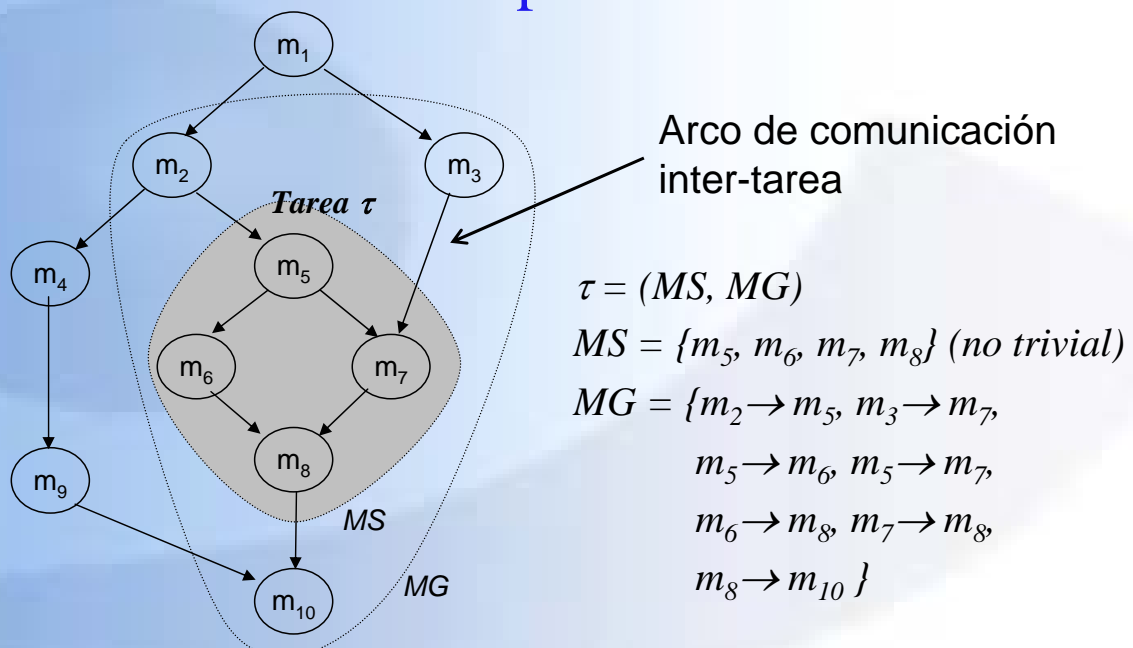 m1
m2
m3
Arco de comunicación
inter-tarea
Tarea τ
m4
m5
τ = (MS, MG)
m6
m7
MS = {m5, m6, m7, m8} (no trivial)
MG = {m2→ m5, m3→ m7,
m5→ m6, m5→ m7,
m8
m9
m6→ m8, m7→ m8,
MS
m8→ m10 }
MG
m10